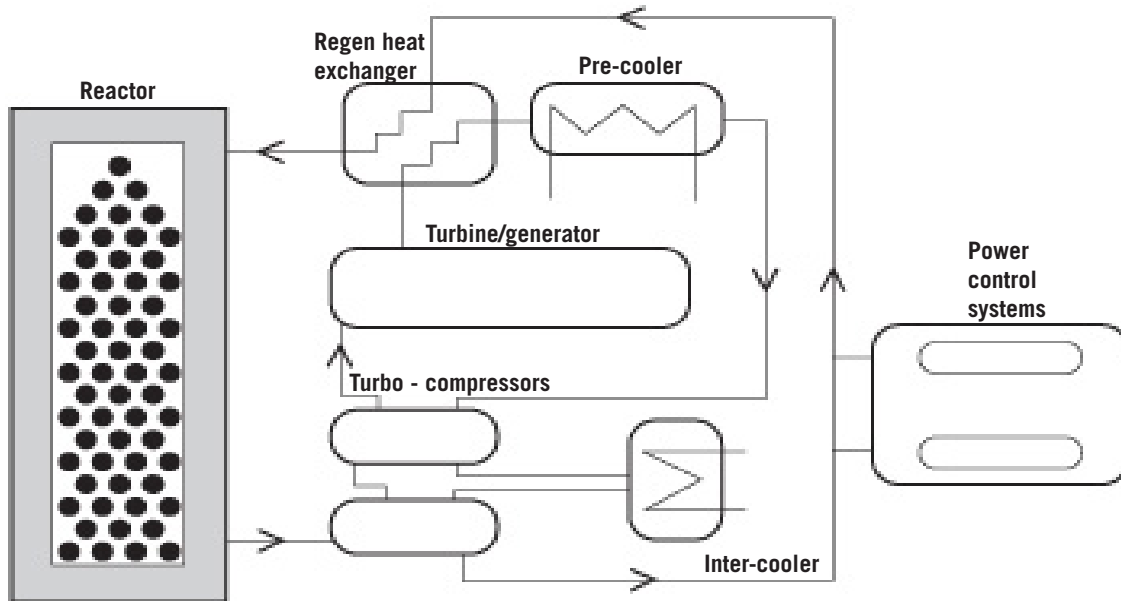 Regen heat
exchanger
Pre-cooler
Reactor
Turbine/generator
Power
control
systems
Turbo - compressors
Inter-cooler